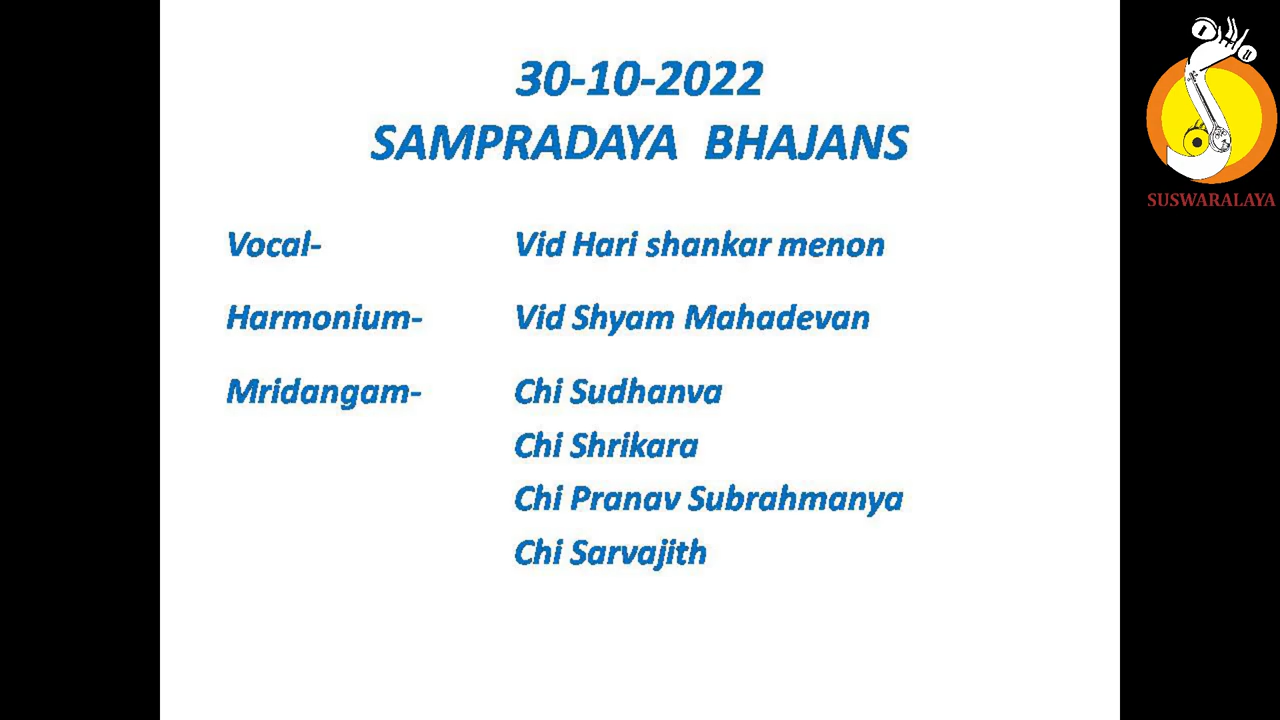 30-10-2022
SAMPRADAYA BHAJANS
Vocal- Vid Hari shankar menon
Harmonium- Vid Shyam Mahadevan
Mridangam- Chi Sudhanva
Chi Shrikara
Chi Pranav Subrahmanya
Chi Sarvajith
SUSWARALAYA